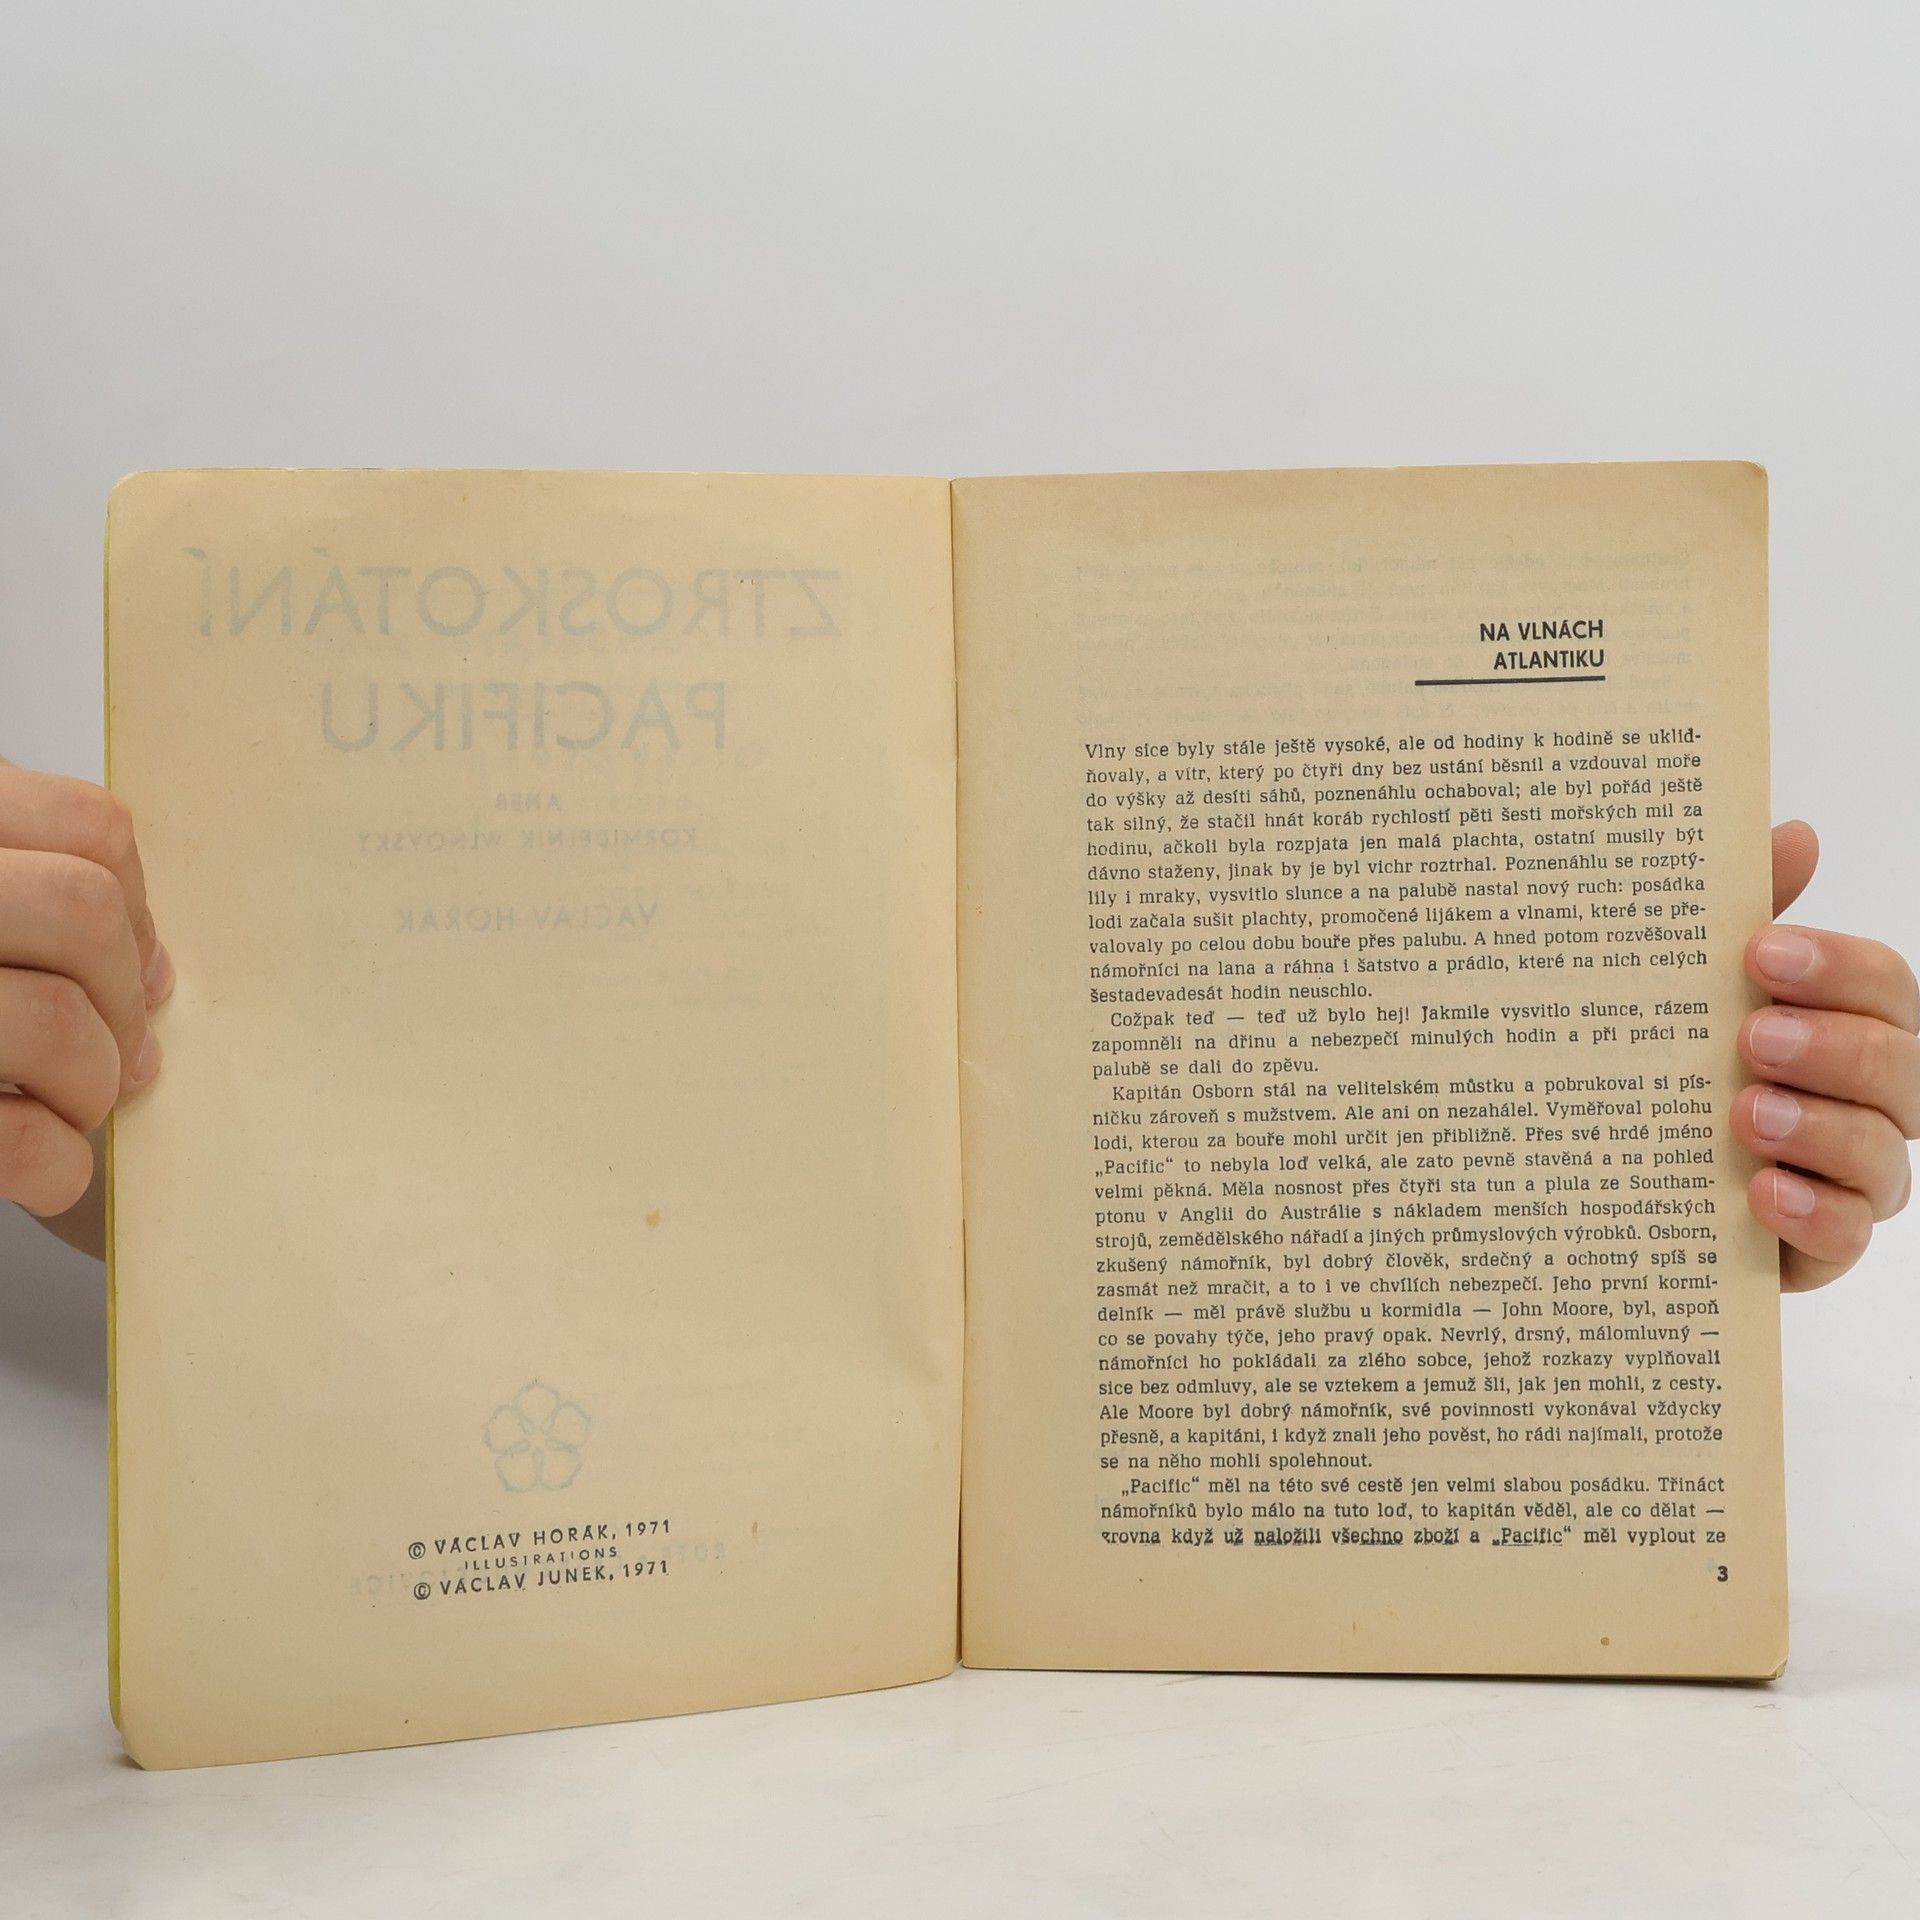 ZTROSKOTÁNÍ
PACIFIKU
ANEB
KORMIDELNÍK WLNOVSKÝ
VÁCLAV HORÁK
© VÁCLAV HORÁK, 1971
ILLUSTRATIONS
© VÁCLAV JUNEK, 1971
NA VLNÁCH
ATLANTIKU
Vlny sice byly stále ještě vysoké, ale od hodiny k hodině se uklid-
ňovaly, a vítr, který po čtyři dny bez ustání běsnil a vzdouval moře
do výšky až desíti sáhů, poznenáhlu ochaboval; ale byl pořád ještě
tak silný, že stačil hnát koráb rychlostí pěti šesti mořských mil za
hodinu, ačkoli byla rozpjata jen malá plachta, ostatní musily být
dávno staženy, jinak by je byl vichr roztrhal. Poznenáhlu se rozptý-
lily i mraky, vysvitlo slunce a na palubě nastal nový ruch: posádka
lodi začala sušit plachty, promočené lijákem a vlnami, které se pře-
valovaly po celou dobu bouře přes palubu. A hned potom rozvěšovali
námořníci na lana a ráhna i šatstvo a prádlo, které na nich celých
šestadevadesát hodin neuschlo.
Cožpak teď — teď už bylo hej! Jakmile vysvitlo slunce, rázem
zapomněli na dřinu a nebezpečí minulých hodin a při práci na
palubě se dali do zpěvu.
Kapitán Osborn stál na velitelském můstku a pobrukoval si pís-
ničku zároveň s mužstvem. Ale ani on nezahálel. Vyměřoval polohu
lodi, kterou za bouře mohl určit jen přibližně. Přes své hrdé jméno
„Pacific“ to nebyla loď velká, ale zato pevně stavěná a na pohled
velmi pěkná. Měla nosnost přes čtyři sta tun a plula ze Southam-
ptonu v Anglii do Austrálie s nákladem menších hospodářských
strojů, zemědělského nářadí a jiných průmyslových výrobků. Osborn,
zkušený námořník, byl dobrý člověk, srdečný a ochotný spíš se
zasmát než mračit, a to i ve chvílích nebezpečí. Jeho první kormi-
delník — měl právě službu u kormidla — John Moore, byl, aspoň
co se povahy týče, jeho pravý opak. Nevrlý, drsný, málomluvný —
námořníci ho pokládali za zlého sobce, jehož rozkazy vyplňovali
sice bez odmluvy, ale se vztekem a jemuž šli, jak jen mohli, z cesty.
Ale Moore byl dobrý námořník, své povinnosti vykonával vždycky
přesně, a kapitáni, i když znali jeho pověst, ho rádi najímali, protože
se na něho mohli spolehnout.
„Pacific“ měl na této své cestě jen velmi slabou posádku. Třináct
námořníků bylo málo na tuto loď, to kapitán věděl, ale co dělat —
zrovna když už naložili všechno zboží a „Pacific“ měl vyplout ze
3